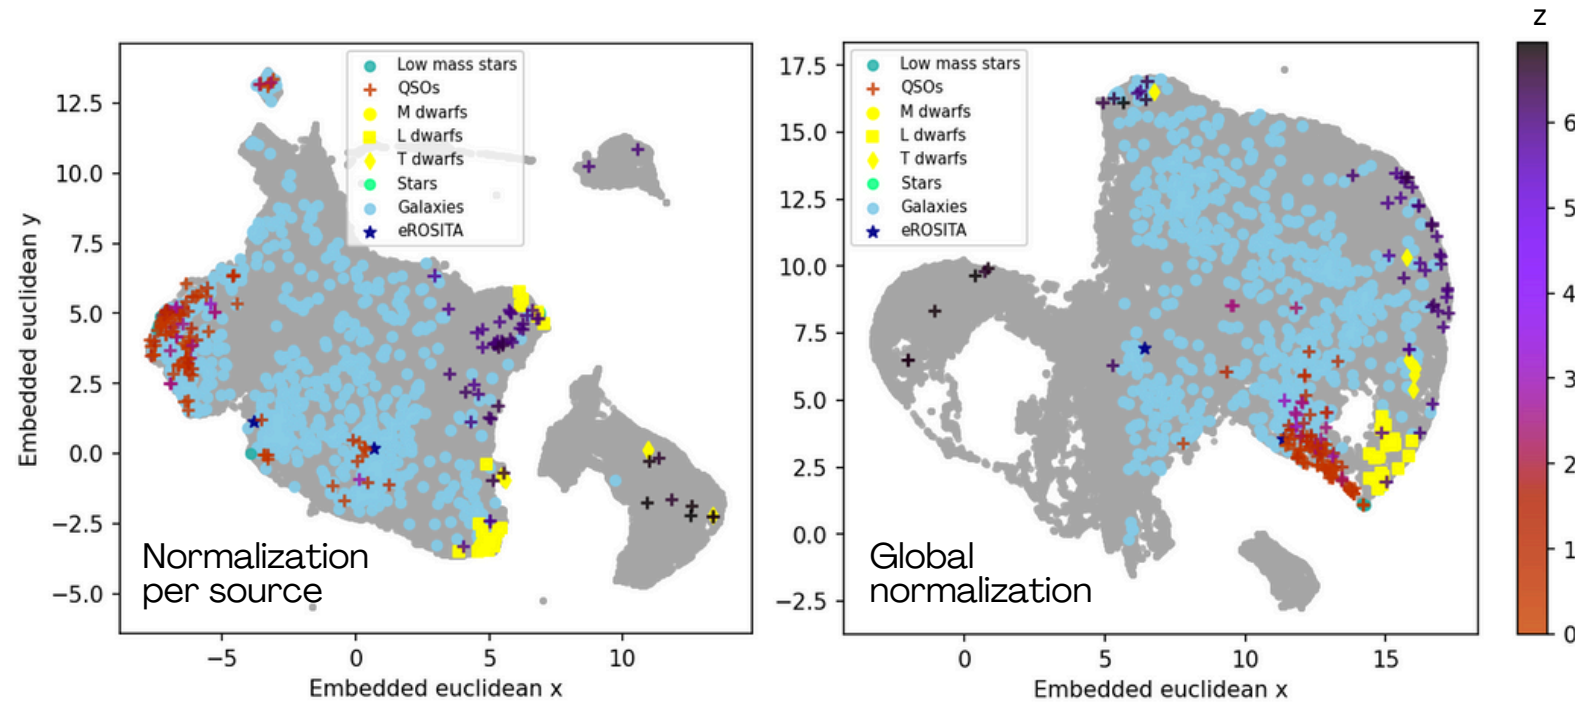 z
Low mass stars
QSOs
M dwarfs
L dwarfs
T dwarfs
Stars
Galaxies
eROSITA
12.5
10.0
7.5
5.0
2.5
0.0
−2.5
−5.0
Embedded euclidean y
Normalization
per source
−5
0
5
10
Embedded euclidean x
Low mass stars
QSOs
M dwarfs
L dwarfs
T dwarfs
Stars
Galaxies
eROSITA
17.5
15.0
12.5
10.0
7.5
5.0
2.5
0.0
−2.5
Global
normalization
0
5
10
15
Embedded euclidean x
6
5
4
3
2
1
0